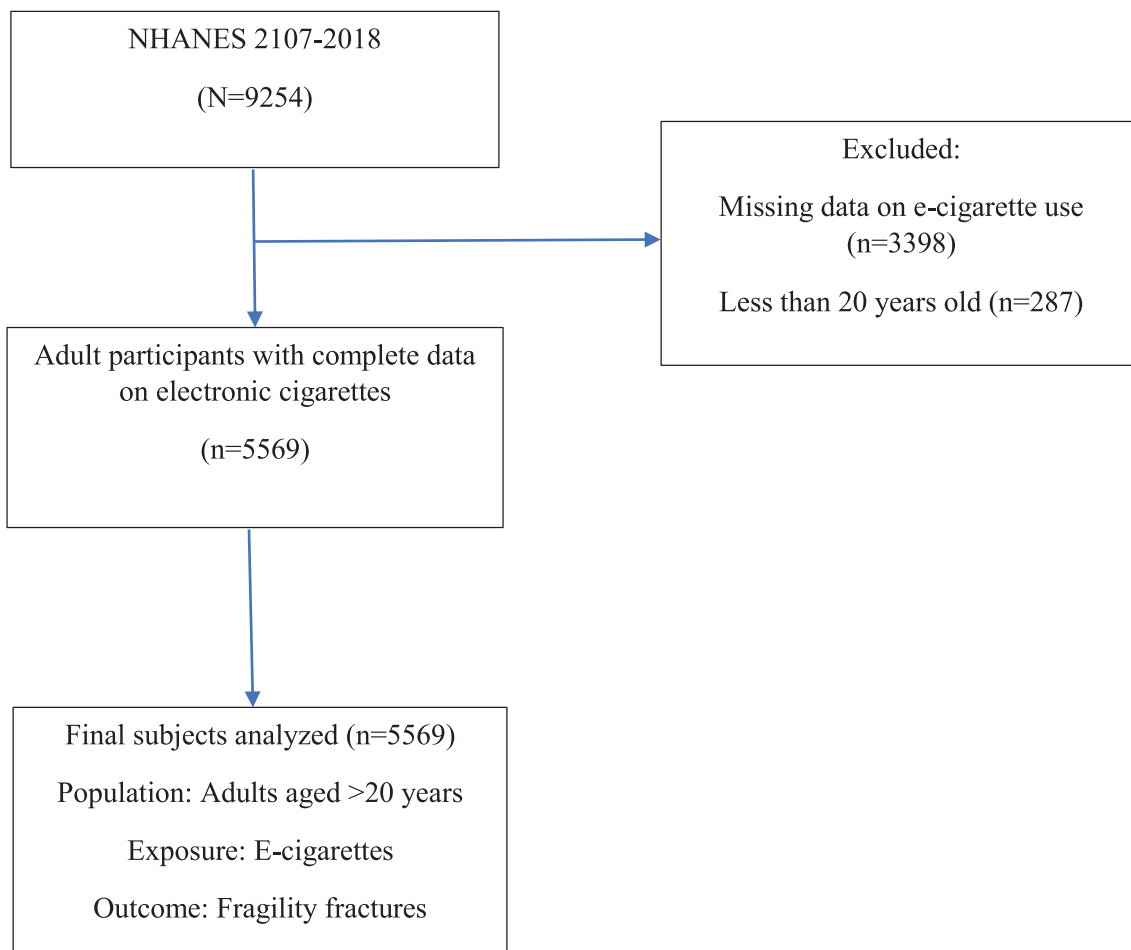 NHANES 2107-2018
(N=9254)
Excluded:
Missing data on e-cigarette use
(n=3398)
Less than 20 years old (n=287)
Adult participants with complete data
on electronic cigarettes
(n=5569)
Final subjects analyzed (n=5569)
Population: Adults aged >20 years
Exposure: E-cigarettes
Outcome: Fragility fractures